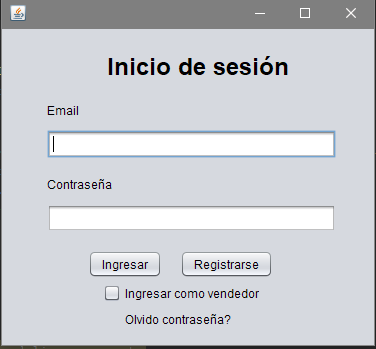 Inicio de sesión
Email
Contraseña
Ingresar Registrarse
Ingresar como vendedor
Olvido contraseña?